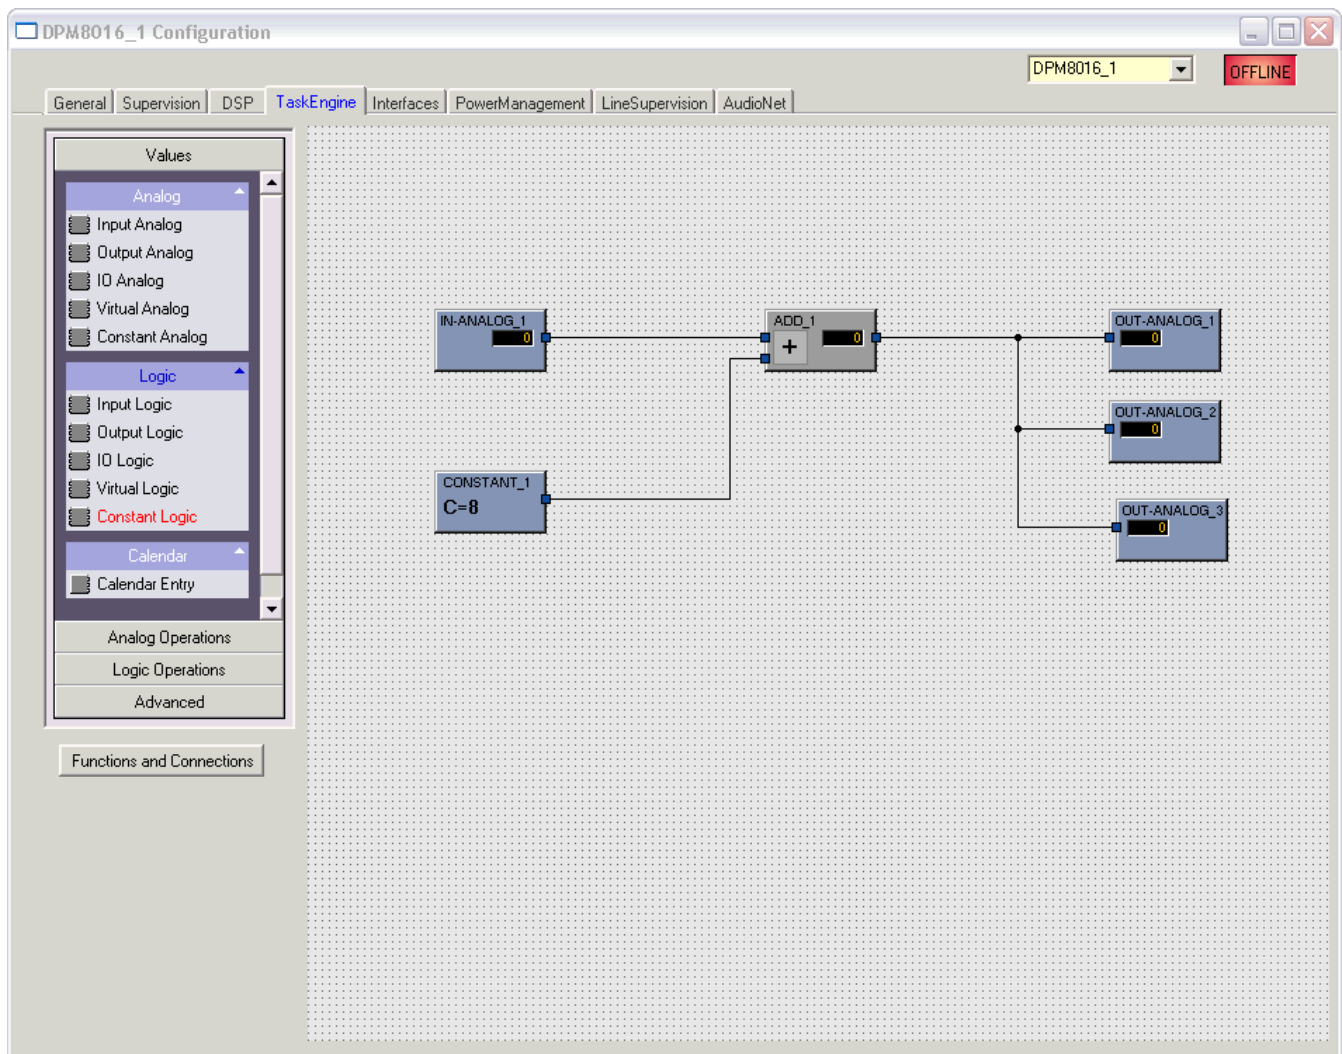 DPM8016_1 Configuration
DPM8016_1
OFFLINE
General Supervision DSP TaskEngine Interfaces PowerManagement LineSupervision AudioNet
Values
Analog
Input Analog
Output Analog
IO Analog
Virtual Analog
Constant Analog
Logic
Input Logic
Output Logic
IO Logic
Virtual Logic
Constant Logic
Calendar
Calendar Entry
Analog Operations
Logic Operations
Advanced
Functions and Connections
IN-ANALOG_1
0
CONSTANT_1
C=8
ADD_1
+
0
OUT-ANALOG_1
0
OUT-ANALOG_2
0
OUT-ANALOG_3
0